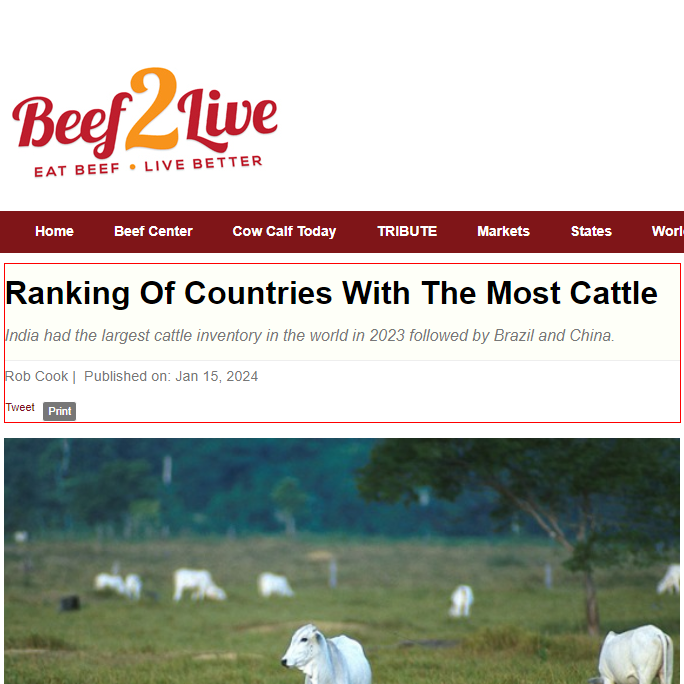 Beef2Live
EAT BEEF • LIVE BETTER
Home Beef Center Cow Calf Today TRIBUTE Markets States
Ranking Of Countries With The Most Cattle
India had the largest cattle inventory in the world in 2023 followed by Brazil and China.
Rob Cook | Published on: Jan 15, 2024
Tweet Print